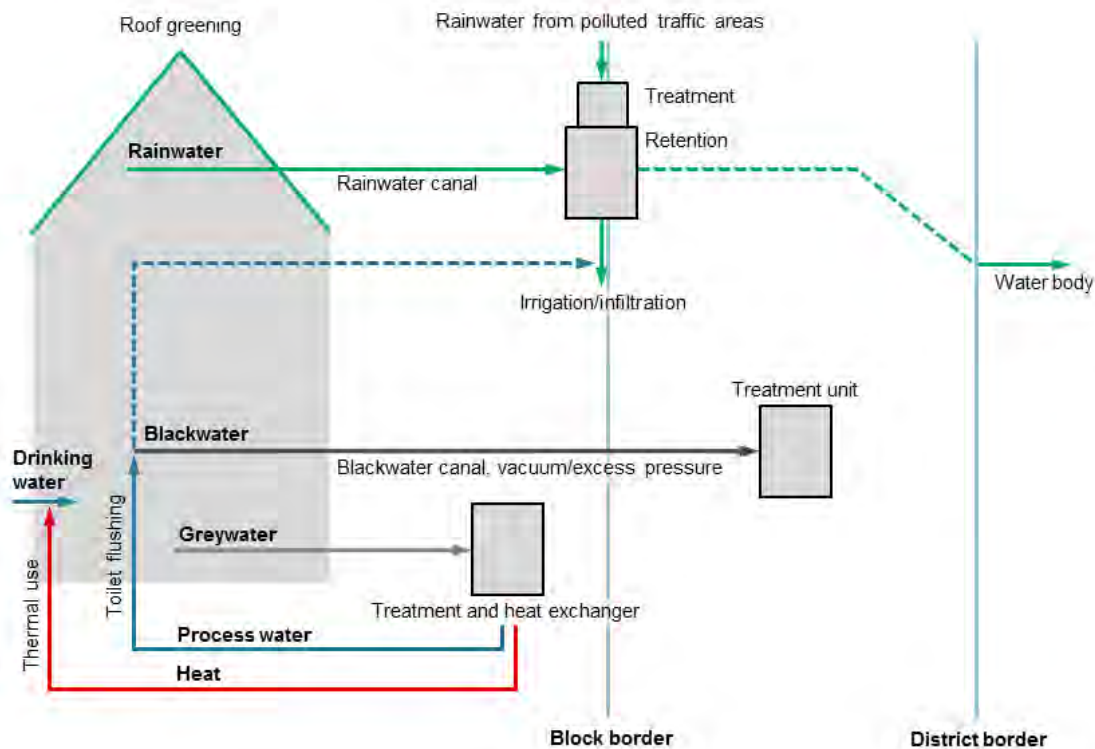 Roof greening
Rainwater from polluted traffic areas
Treatment
Retention
Rainwater
Rainwater canal
Irrigation/infiltration
Water body
Treatment unit
Blackwater
Blackwater canal, vacuum/excess pressure
Drinking
water
Toilet flushing
Greywater
Thermal use
Treatment and heat exchanger
Process water
Heat
Block border
District border